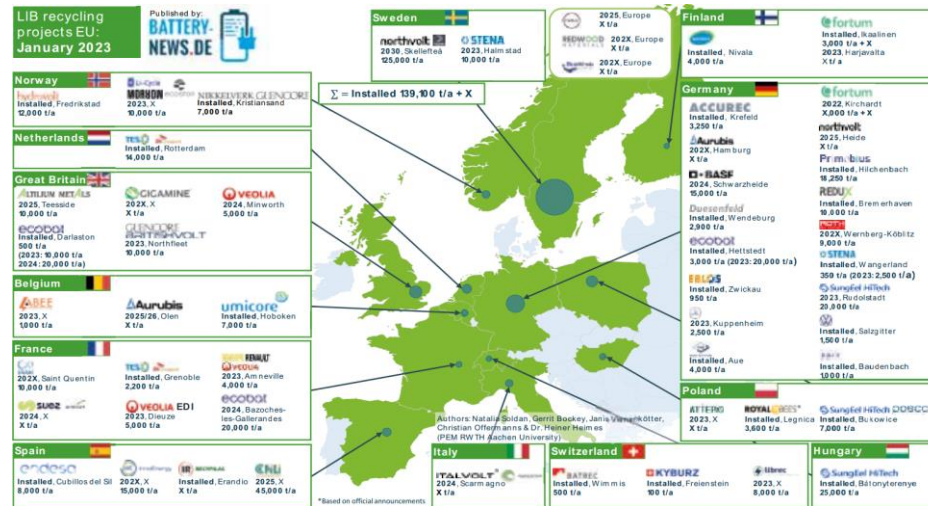 LIB recycling
projects EU:
January 2023
Published by:
BATTERY-
NEWS.DE
Sweden
northvolt
2030, Skellefteå
125,000 t/a
STENA
2023, Halmstad
10,000 t/a
2025, Europe
X t/a
REDWOOD
MATERIALS
202X, Europe
X t/a
202X, Europe
X t/a
Finland
Installed, Nivala
4,000 t/a
fortum
Installed, Ikaalinen
3,000 t/a + X
2023, Harjavalta
X t/a
Norway
hydrovolt
Installed, Fredrikstad
12,000 t/a
Li-Cycle
MORROW
2023, X
10,000 t/a
NIKKELVERK GLENCORE
Installed, Kristiansand
7,000 t/a
Σ = Installed 139,100 t/a + X
Netherlands
TES
Installed, Rotterdam
14,000 t/a
Great Britain
ALTILIUM METALS
2025, Teesside
10,000 t/a
GIGAMINE
202X, X
X t/a
VEOLIA
2024, Minworth
5,000 t/a
ecobat
Installed, Darlaston
500 t/a
(2023: 10,000 t/a
2024: 20,000 t/a)
GLENCORE
BRITISHVOLT
2023, Northfleet
10,000 t/a
Belgium
ABEE
2023, X
1,000 t/a
Aurubis
2025/26, Olen
X t/a
umicore
Installed, Hoboken
7,000 t/a
France
202X, Saint Quentin
10,000 t/a
TES
Installed, Grenoble
2,200 t/a
RENAULT
VEOLIA
2023, Amneville
4,000 t/a
suez
2024, X
X t/a
VEOLIA EDI
2023, Dieuze
5,000 t/a
ecobat
2024, Bazoches-
les-Gallerandes
20,000 t/a
Spain
endesa
Installed, Cubillos del Sil
8,000 t/a
202X, X
15,000 t/a
Installed, Erandio
X t/a
2025, X
45,000 t/a
Germany
ACCUREC
Installed, Krefeld
3,250 t/a
Aurubis
202X, Hamburg
X t/a
BASF
2024, Schwarzheide
15,000 t/a
Duesenfeld
Installed, Wendeburg
2,900 t/a
ecobat
Installed, Hettstedt
3,000 t/a (2023: 20,000 t/a)
ERLOS
Installed, Zwickau
950 t/a
2023, Kuppenheim
2,500 t/a
Installed, Aue
4,000 t/a
fortum
2022, Kirchardt
X,000 t/a + X
northvolt
2025, Heide
X t/a
Primobius
Installed, Hilchenbach
18,250 t/a
REDUX
Installed, Bremerhaven
10,000 t/a
202X, Wernberg-Köblitz
9,000 t/a
STENA
Installed, Wangerland
350 t/a (2023: 2,500 t/a)
SungEel HiTech
2023, Rudolstadt
20,000 t/a
Installed, Salzgitter
1,500 t/a
Installed, Baudenbach
1,000 t/a
Poland
2023, X
X t/a
ROYAL BEES
Installed, Legnica
3,600 t/a
SungEel HiTech
Installed, Bukowice
7,000 t/a
Authors: Natalia Soldan, Gerrit Bockey, Janis Vienenkötter,
Christian Offermanns & Dr. Heiner Heimes
(PEM RWTH Aachen University)
*Based on official announcements
Italy
ITALVOLT
2024, Scarmagno
X t/a
Switzerland
BATREC
Installed, Wimmis
500 t/a
KYBURZ
Installed, Freienstein
100 t/a
librec
2023, X
8,000 t/a
Hungary
SungEel HiTech
Installed, Bátonyterenye
25,000 t/a